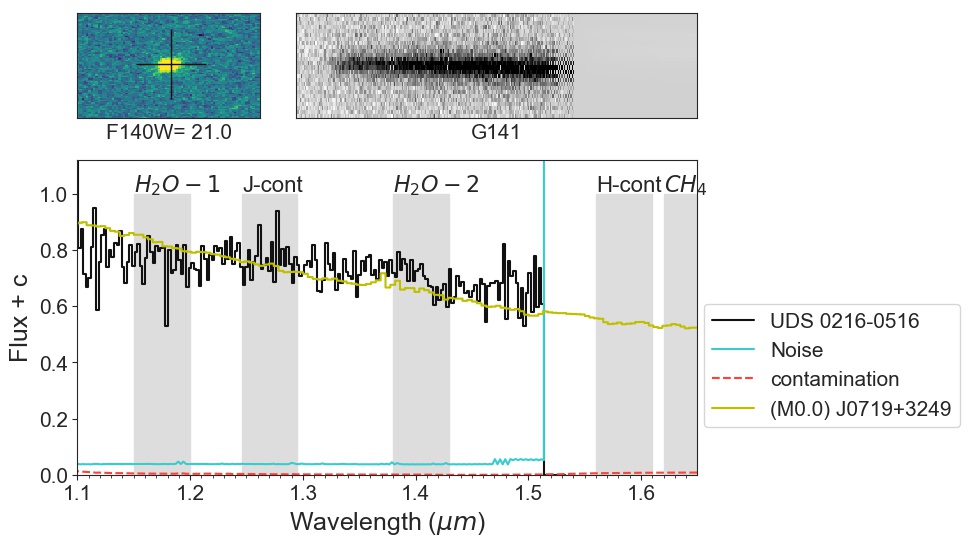 F140W= 21.0
G141
H₂O − 1
J-cont
H₂O − 2
H-cont
CH₄
1.0
0.8
0.6
0.4
0.2
0.0
Flux + c
1.1
1.2
1.3
1.4
1.5
1.6
Wavelength (μm)
UDS 0216-0516
Noise
contamination
(M0.0) J0719+3249